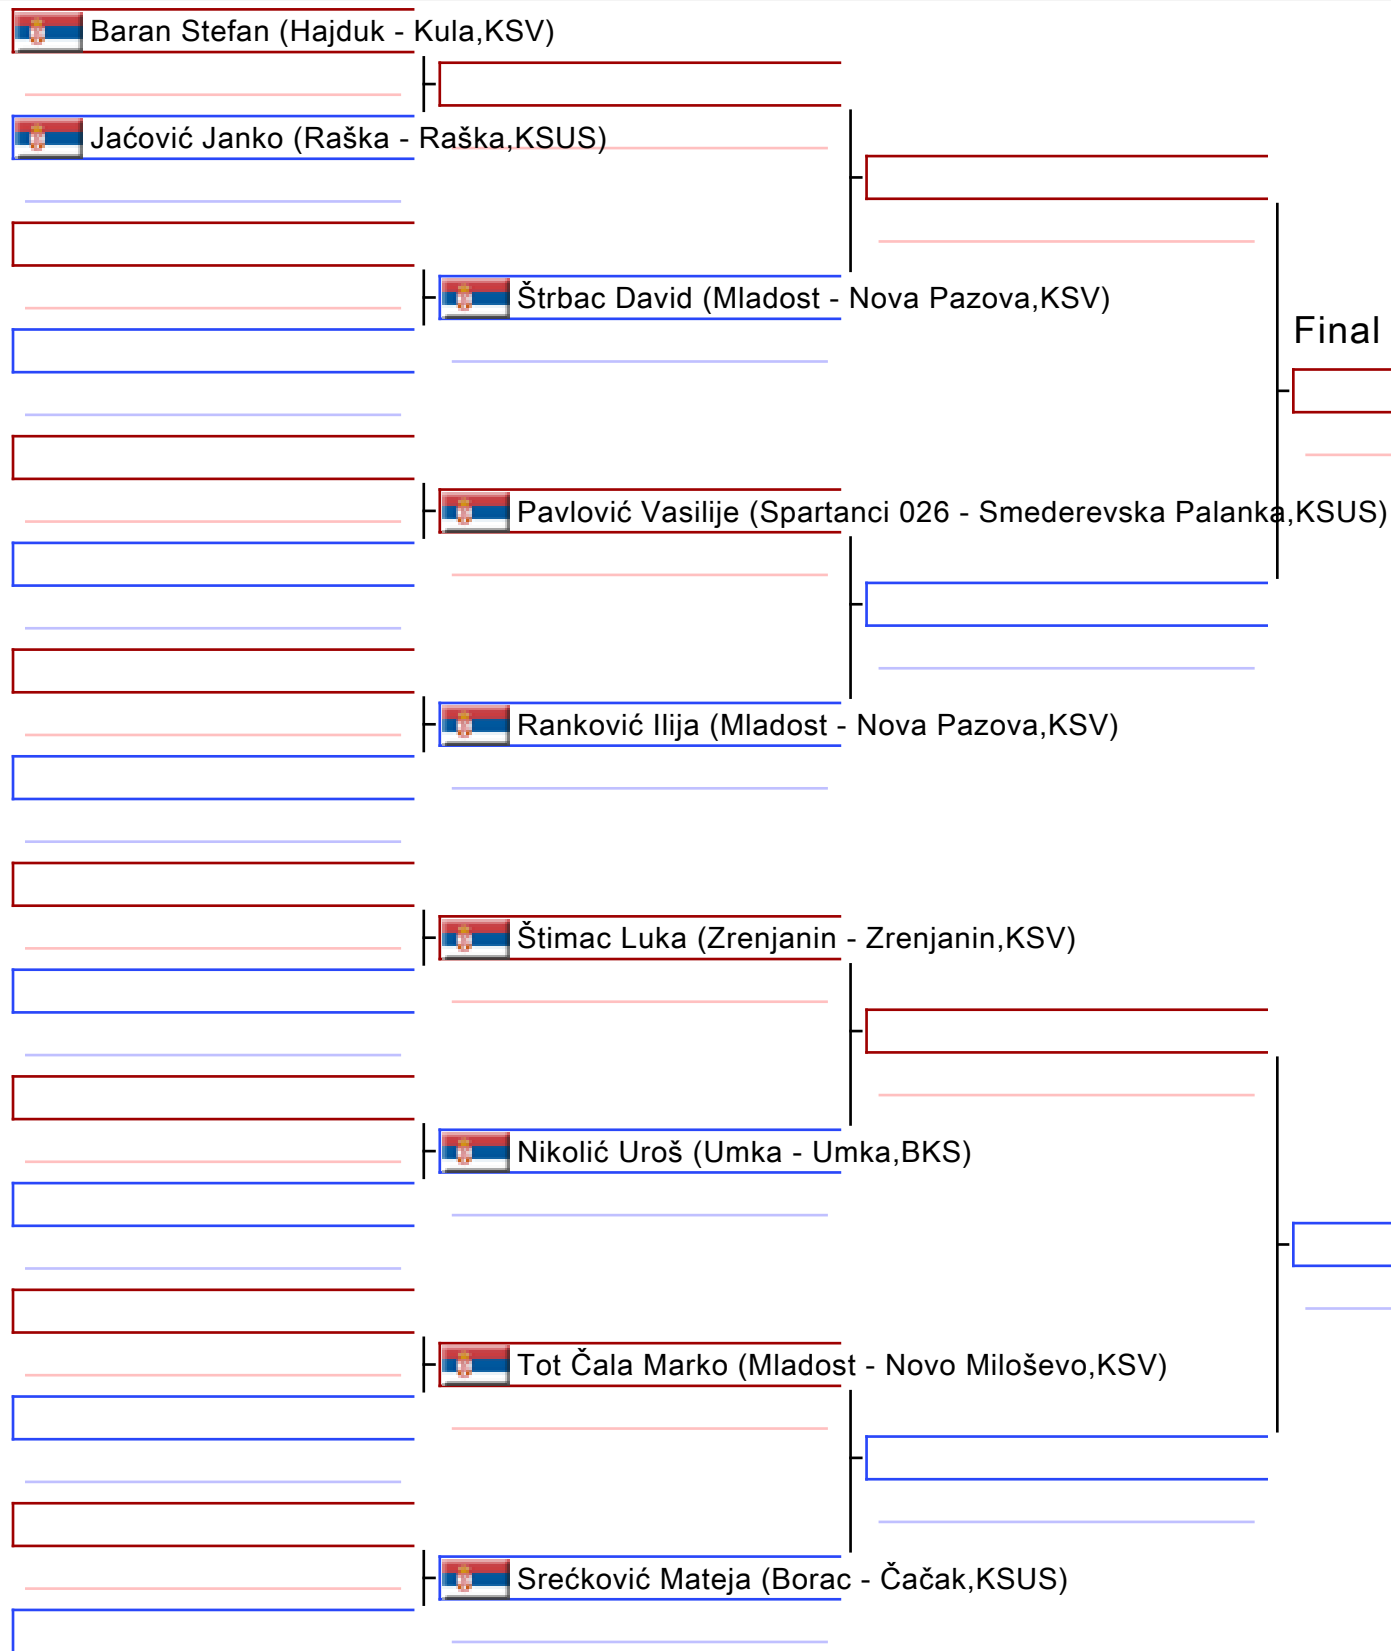 Baran Stefan (Hajduk - Kula,KSV)
Jaćović Janko (Raška - Raška,KSUS)
Štrbac David (Mladost - Nova Pazova,KSV)
Final
Pavlović Vasilije (Spartanci 026 - Smederevska Palanka,KSUS)
Ranković Ilija (Mladost - Nova Pazova,KSV)
Štimac Luka (Zrenjanin - Zrenjanin,KSV)
Nikolić Uroš (Umka - Umka,BKS)
Tot Čala Marko (Mladost - Novo Miloševo,KSV)
Srećković Mateja (Borac - Čačak,KSUS)